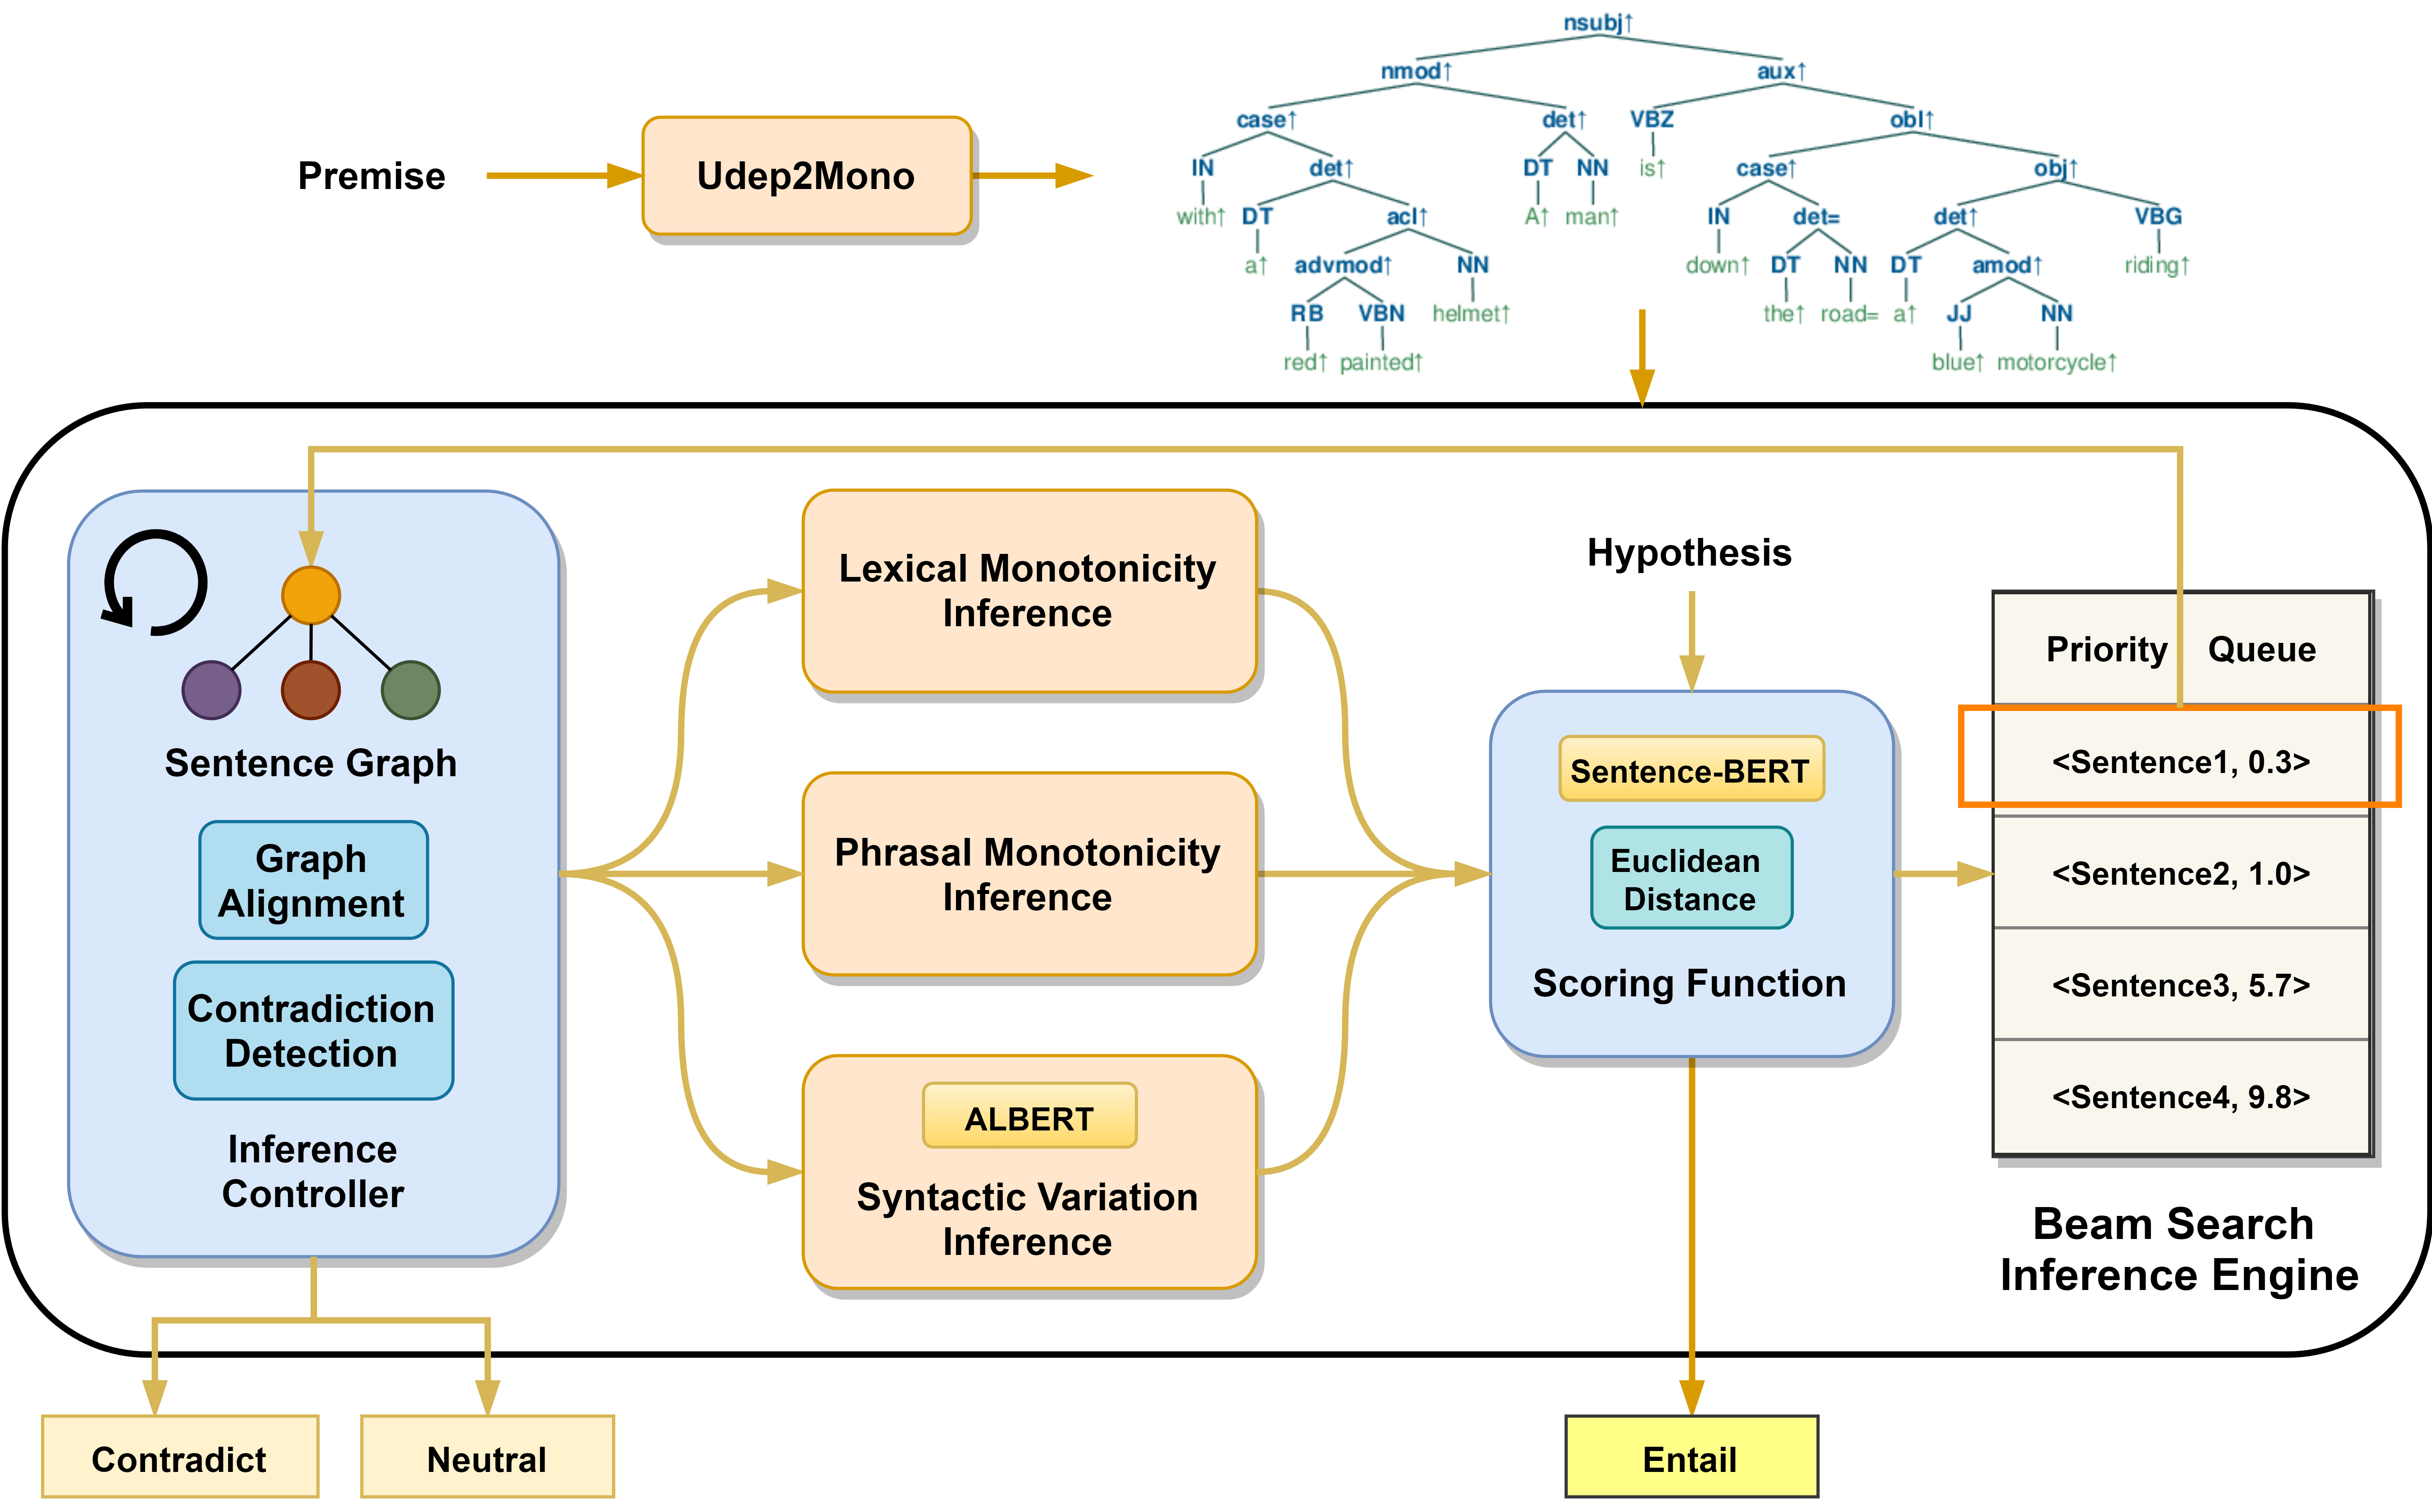 nsubj↑
nmod↑ aux↑
case↑ det↑ VBZ obl↑
IN det↑ DT NN is↑ case↑ obj↑
with↑ DT acl↑ A↑ man↑ IN det= det↑ VBG
a↑ advmod↑ NN down↑ DT NN DT amod↑ riding↑
RB VBN helmet↑ the↑ road= a↑ JJ NN
red↑ painted↑ blue↑ motorcycle↑
Premise
Udep2Mono
Sentence Graph
Graph
Alignment
Contradiction
Detection
Inference
Controller
Lexical Monotonicity
Inference
Phrasal Monotonicity
Inference
ALBERT
Syntactic Variation
Inference
Hypothesis
Sentence-BERT
Euclidean
Distance
Scoring Function
Priority Queue
<Sentence1, 0.3>
<Sentence2, 1.0>
<Sentence3, 5.7>
<Sentence4, 9.8>
Beam Search
Inference Engine
Contradict
Neutral
Entail